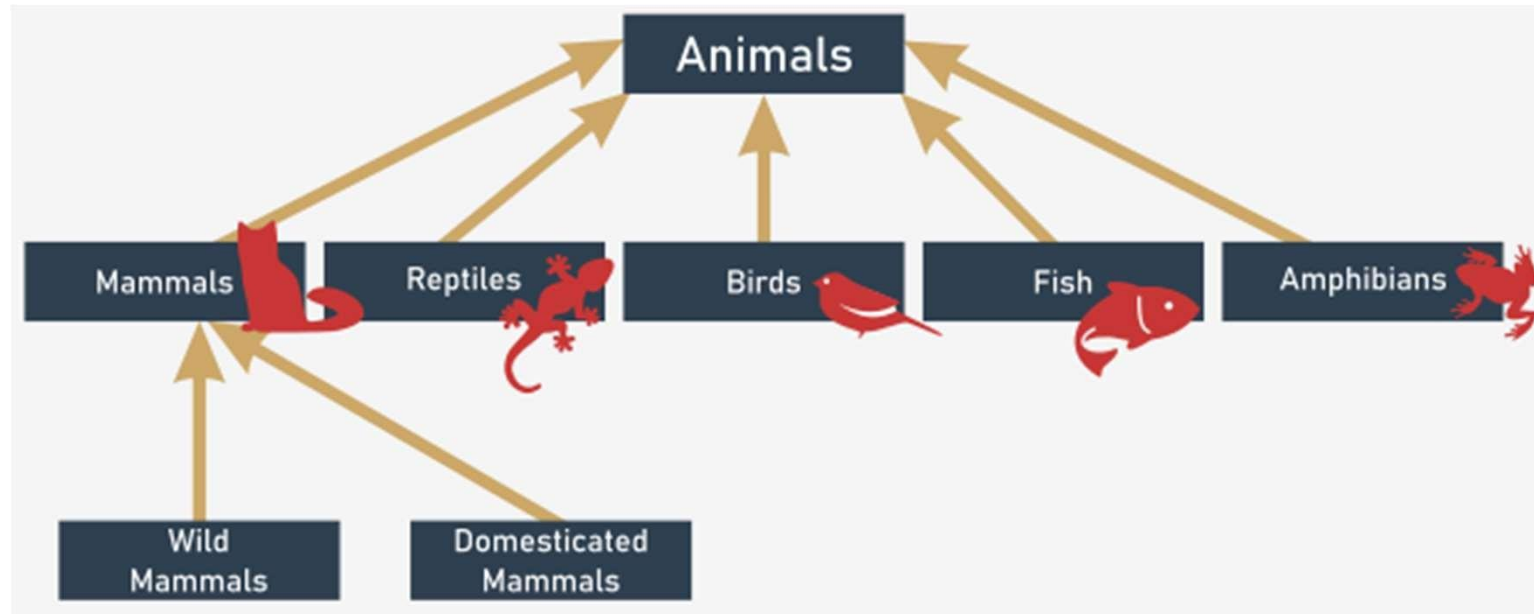 Animals
Mammals
Reptiles
Birds
Fish
Amphibians
Wild
Mammals
Domesticated
Mammals